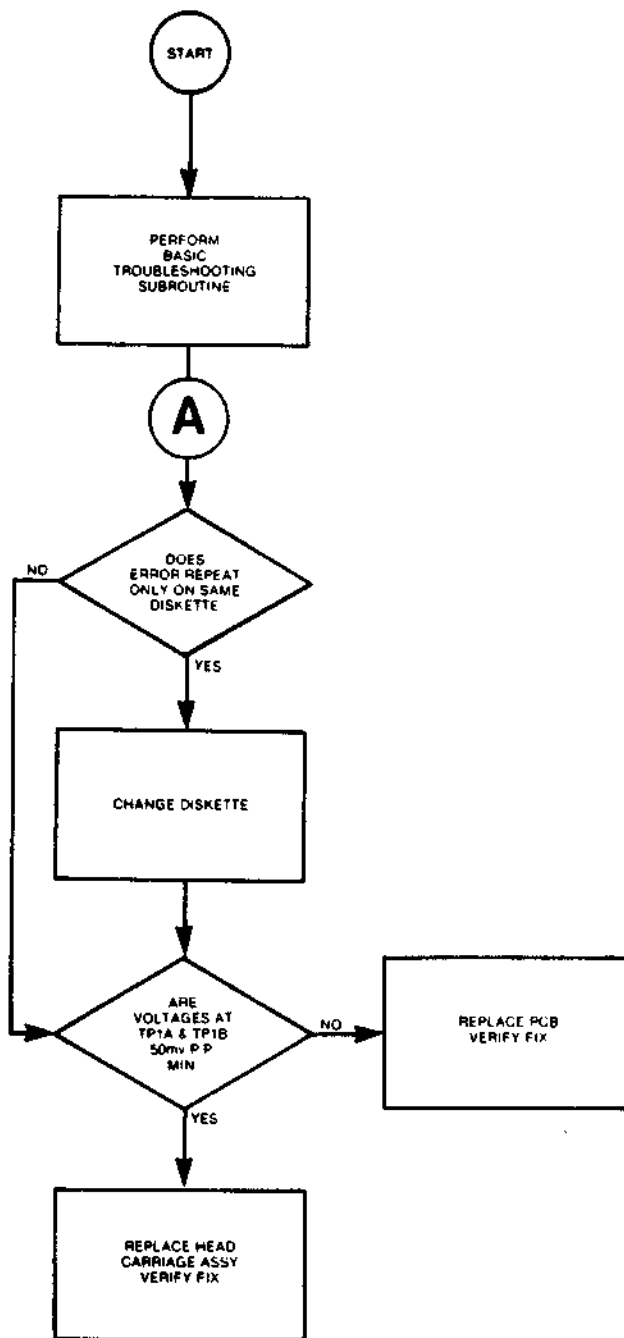 START
PERFORM
BASIC
TROUBLESHOOTING
SUBROUTINE
A
DOES
ERROR REPEAT
ONLY ON SAME
DISKETTE
NO
YES
CHANGE DISKETTE
ARE
VOLTAGES AT
TP1A & TP1B
50mv P P
MIN
NO
REPLACE PCB
VERIFY FIX
YES
REPLACE HEAD
CARRIAGE ASSY
VERIFY FIX